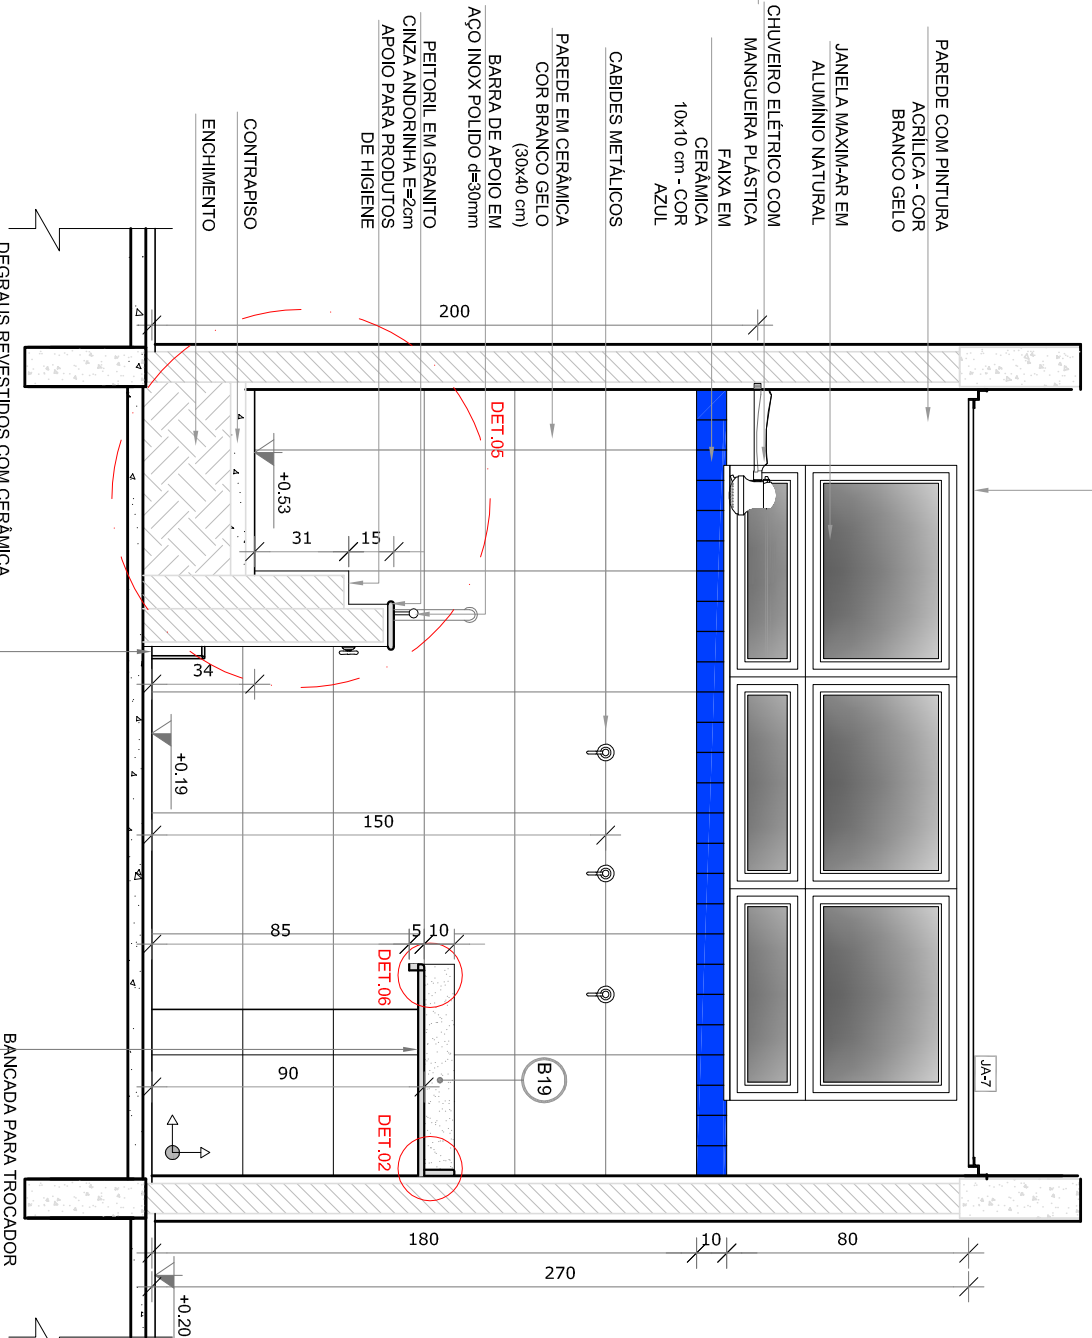 PAREDE COM PINTURA
ACRÍLICA - COR
BRANCO GELO
JANELA MAXIM-AR EM
ALUMÍNIO NATURAL
CHUVEIRO ELÉTRICO COM
MANGUEIRA PLÁSTICA
FAIXA EM
CERÂMICA
10x10 cm - COR
AZUL
CABIDES METÁLICOS
PAREDE EM CERÂMICA
COR BRANCO GELO
(30x40 cm)
BARRA DE APOIO EM
AÇO INOX POLIDO d=30mm
PEITORIL EM GRANITO
CINZA ANDORINHA E=2cm
APOIO PARA PRODUTOS
DE HIGIENE
CONTRAPISO
ENCHIMENTO
DEGRAUS REVESTIDOS COM CERÂMICA
BANCADA PARA TROCADOR
200
DET.05
+0.53
31
15
34
+0.19
150
85
5
10
DET.06
90
B19
DET.02
JA-7
180
10
80
270
+0.20